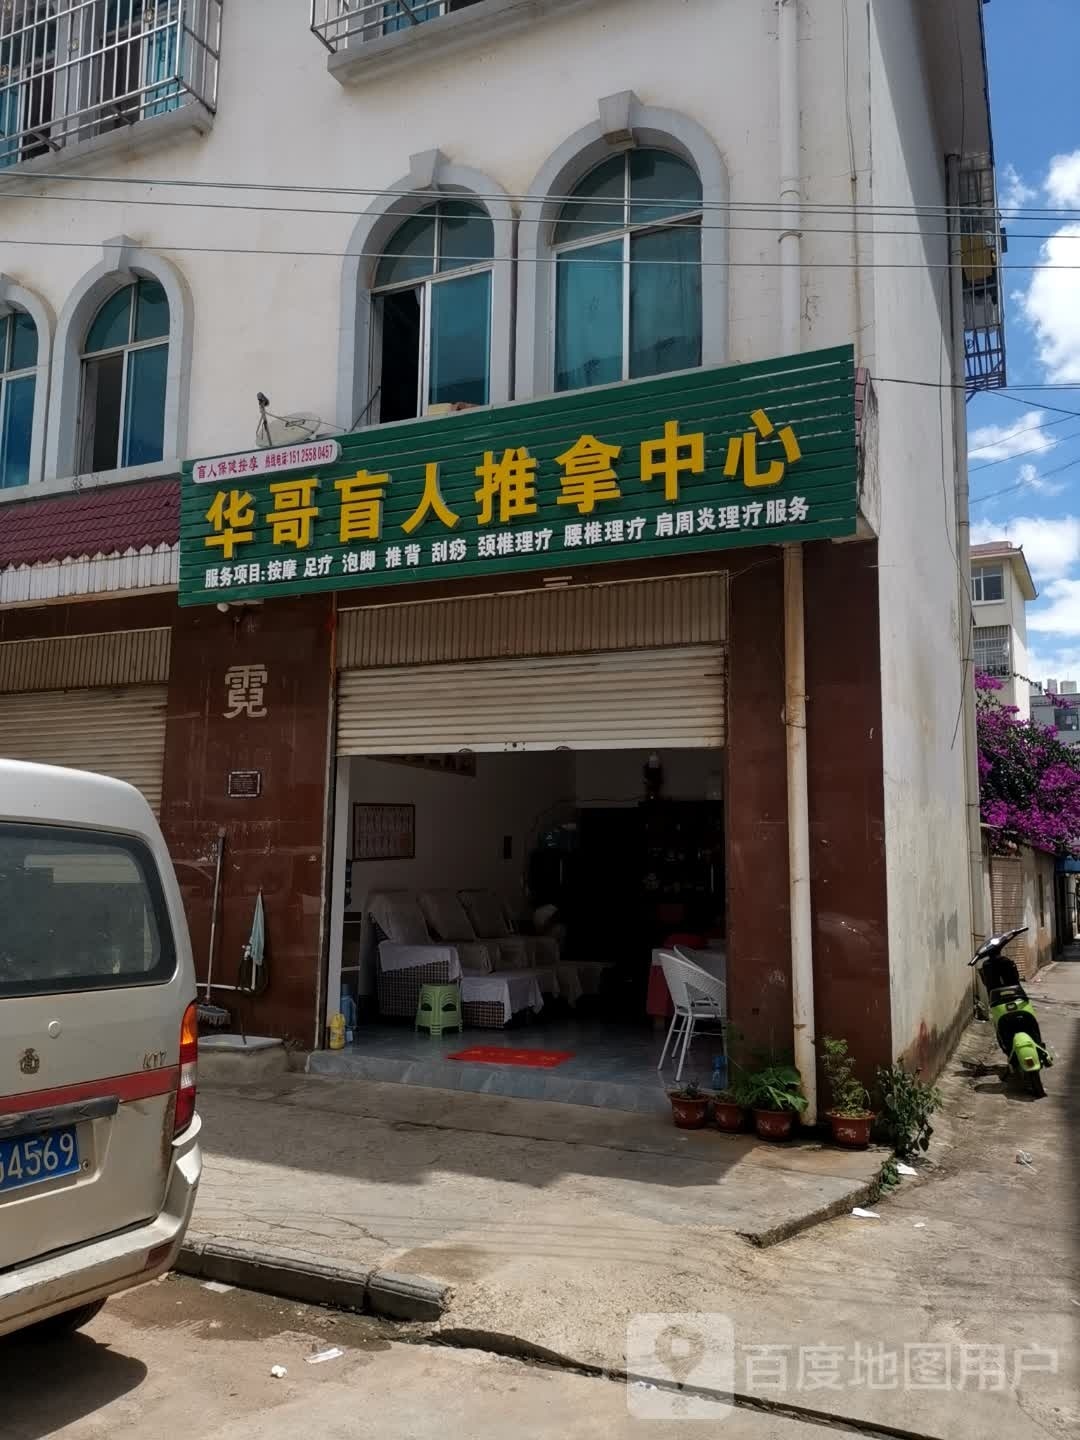 盲人保健按摩 热线电话:151 2558 0457
华哥盲人推拿中心
服务项目:按摩 足疗 泡脚 推背 刮痧 颈椎理疗 腰椎理疗 肩周炎理疗服务
霓
4569
百度地图用户